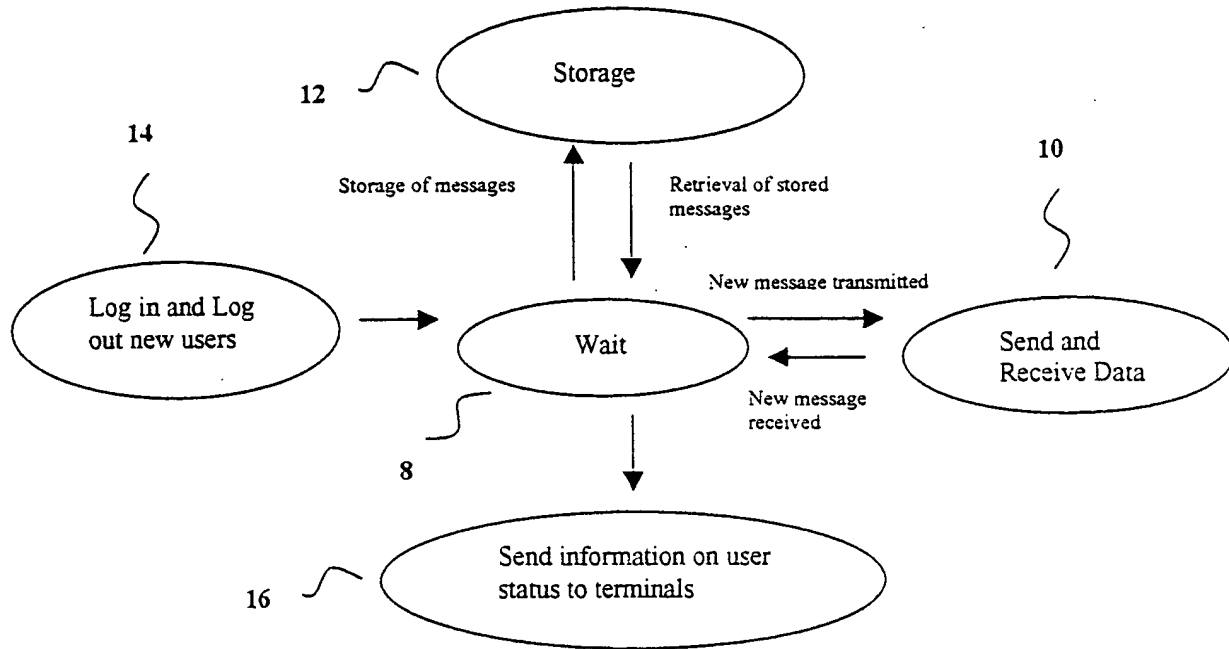 Storage
12
14
10
Storage of messages
Retrieval of stored
messages
Log in and Log
out new users
New message transmitted
Wait
Send and
Receive Data
New message
received
8
Send information on user
status to terminals
16